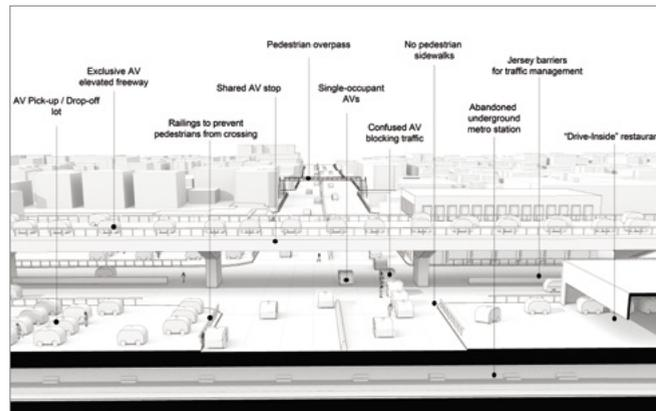 Pedestrian overpass
No pedestrian
sidewalks
Jersey barriers
for traffic management
Exclusive AV
elevated freeway
Shared AV stop
Single-occupant
AVs
Abandoned
underground
metro station
AV Pick-up / Drop-off
lot
Railings to prevent
pedestrians from crossing
Confused AV
blocking traffic
"Drive-Inside" restauran